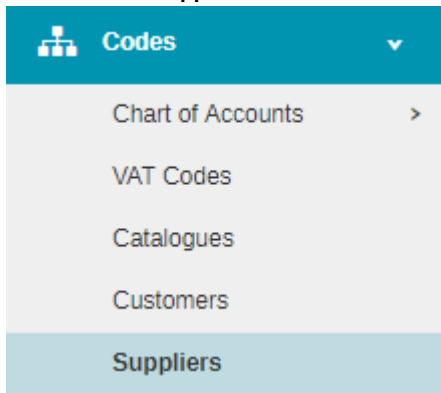 Codes
Chart of Accounts
VAT Codes
Catalogues
Customers
Suppliers